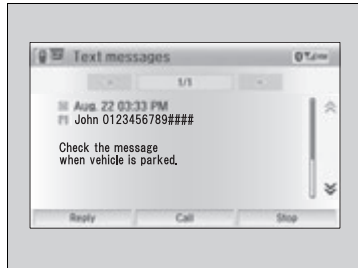 Text messages
1/1
Aug. 22 03:33 PM
John 0123456789####
Check the message
when vehicle is parked.
Reply Call Stop